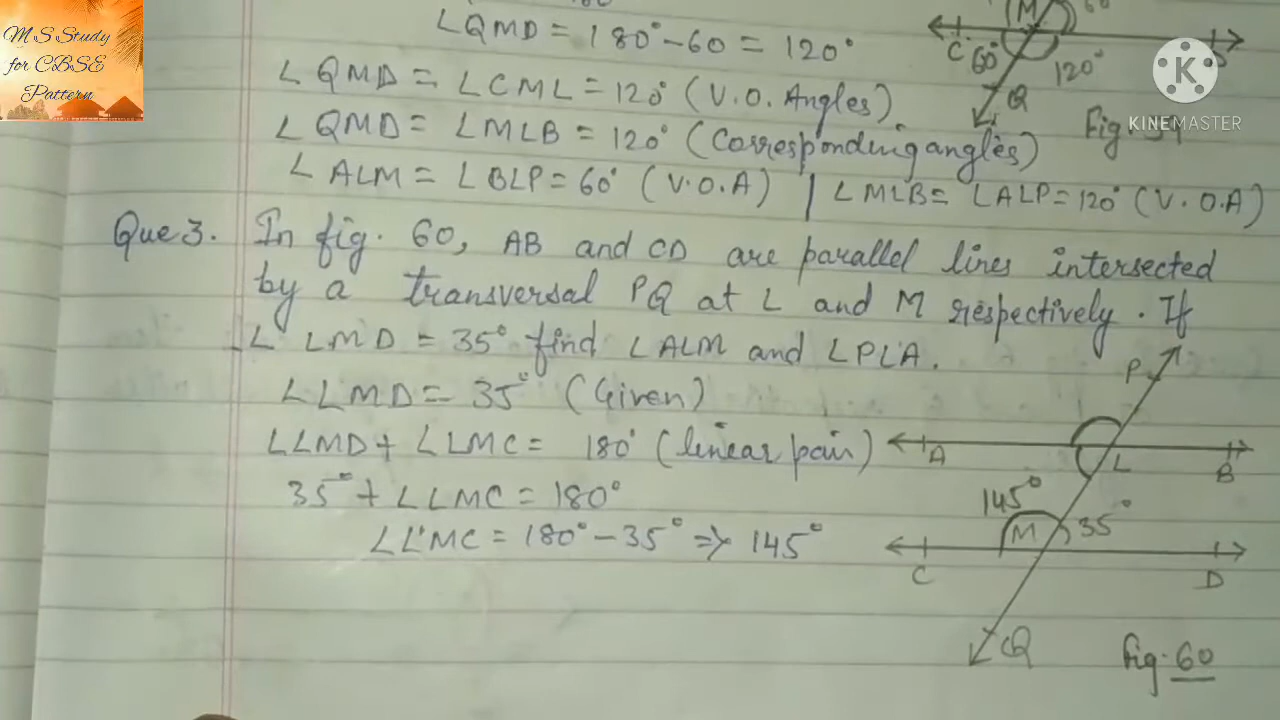 M S Study
for CBSE
Pattern
∠QMD = 180°-60 = 120°
∠QMD = ∠CML = 120° (V.O. Angles)
∠QMD = ∠MLB = 120° (Corresponding angles)
∠ALM = ∠BLP = 60° (V.O.A) | ∠MLB = ∠ALP = 120° (V.O.A)
M
C
60°
120°
Q
Fig.
KINEMASTER
K
Que 3. In fig. 60, AB and CD are parallel lines intersected
by a transversal PQ at L and M respectively. If
∠LMD = 35° find ∠ALM and ∠PLA.
∠LMD = 35° (Given)
∠LMD + ∠LMC = 180° (linear pair)
35° + ∠LMC = 180°
∠LMC = 180° - 35° => 145°
P
A
L
B
145°
M
35°
C
D
Q
Fig. 60